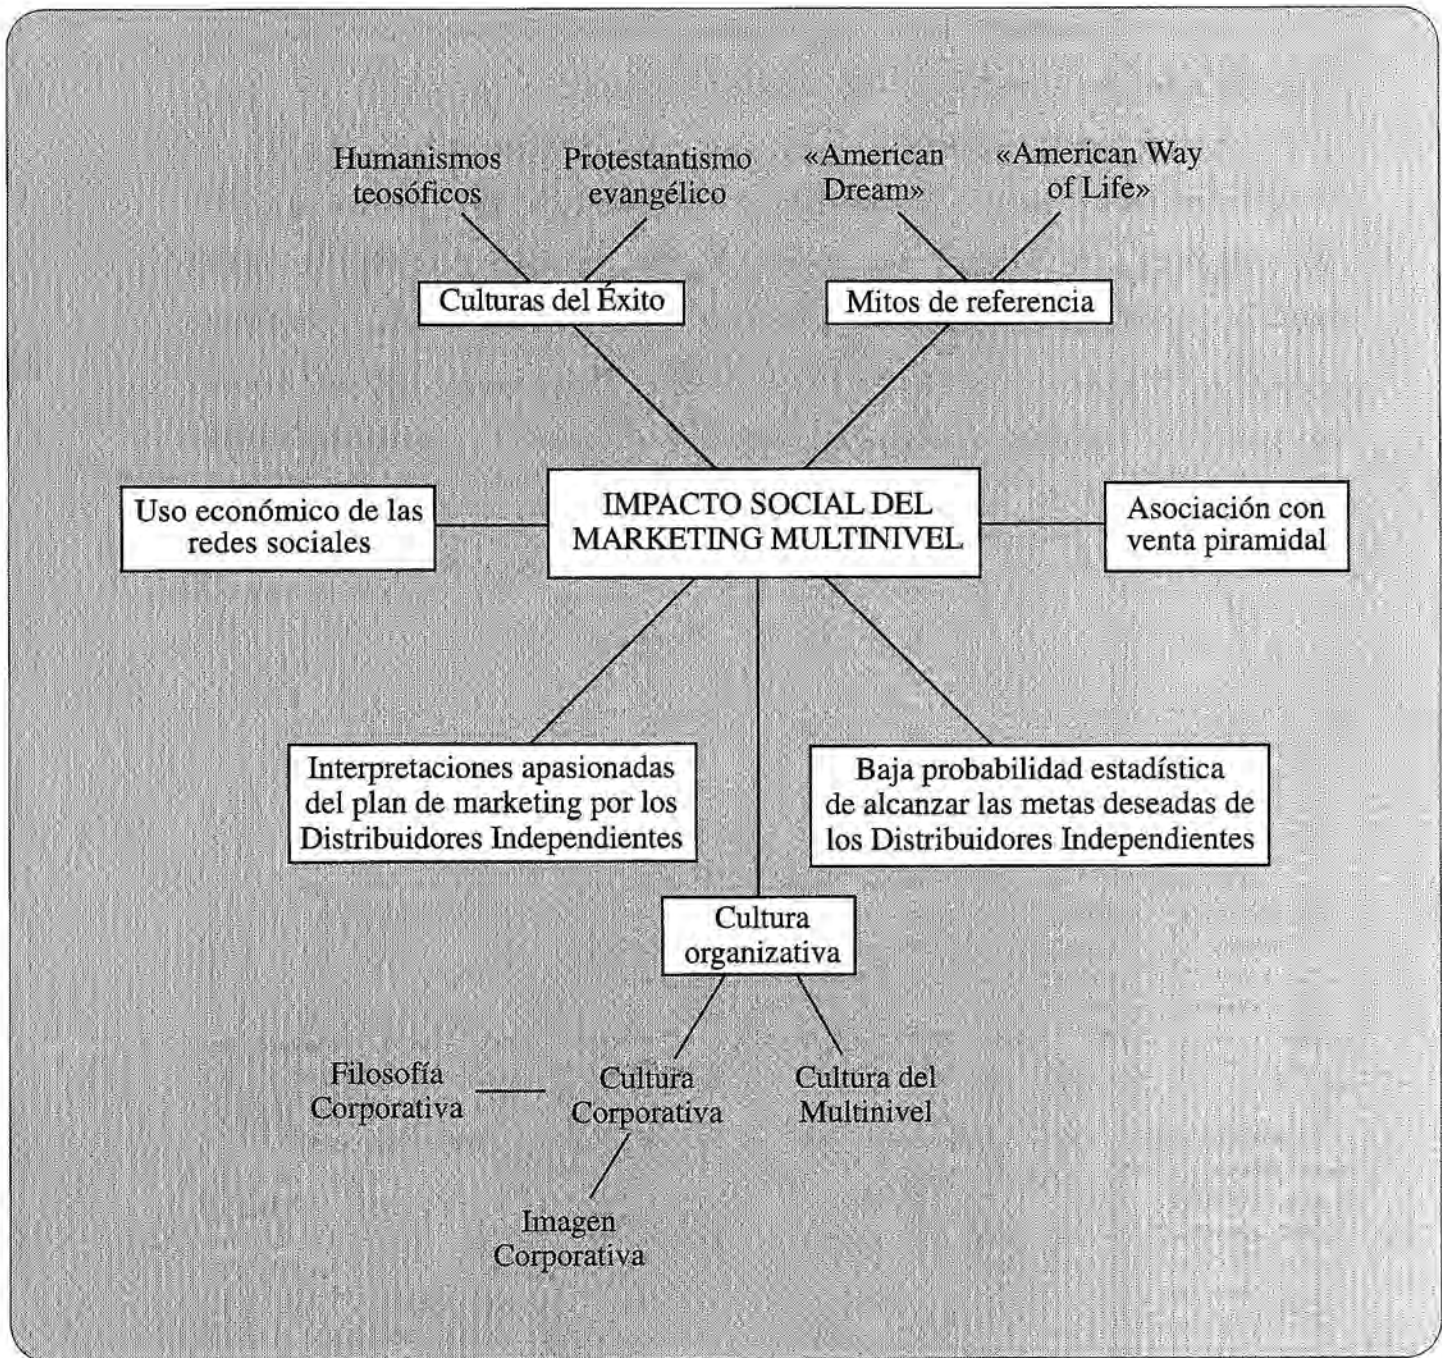 Humanismos
teosóficos
Protestantismo
evangélico
«American
Dream»
«American Way
of Life»
Culturas del Éxito
Mitos de referencia
Uso económico de las
redes sociales
IMPACTO SOCIAL DEL
MARKETING MULTINIVEL
Asociación con
venta piramidal
Interpretaciones apasionadas
del plan de marketing por los
Distribuidores Independientes
Baja probabilidad estadística
de alcanzar las metas deseadas de
los Distribuidores Independientes
Cultura
organizativa
Filosofía
Corporativa
Cultura
Corporativa
Cultura del
Multinivel
Imagen
Corporativa